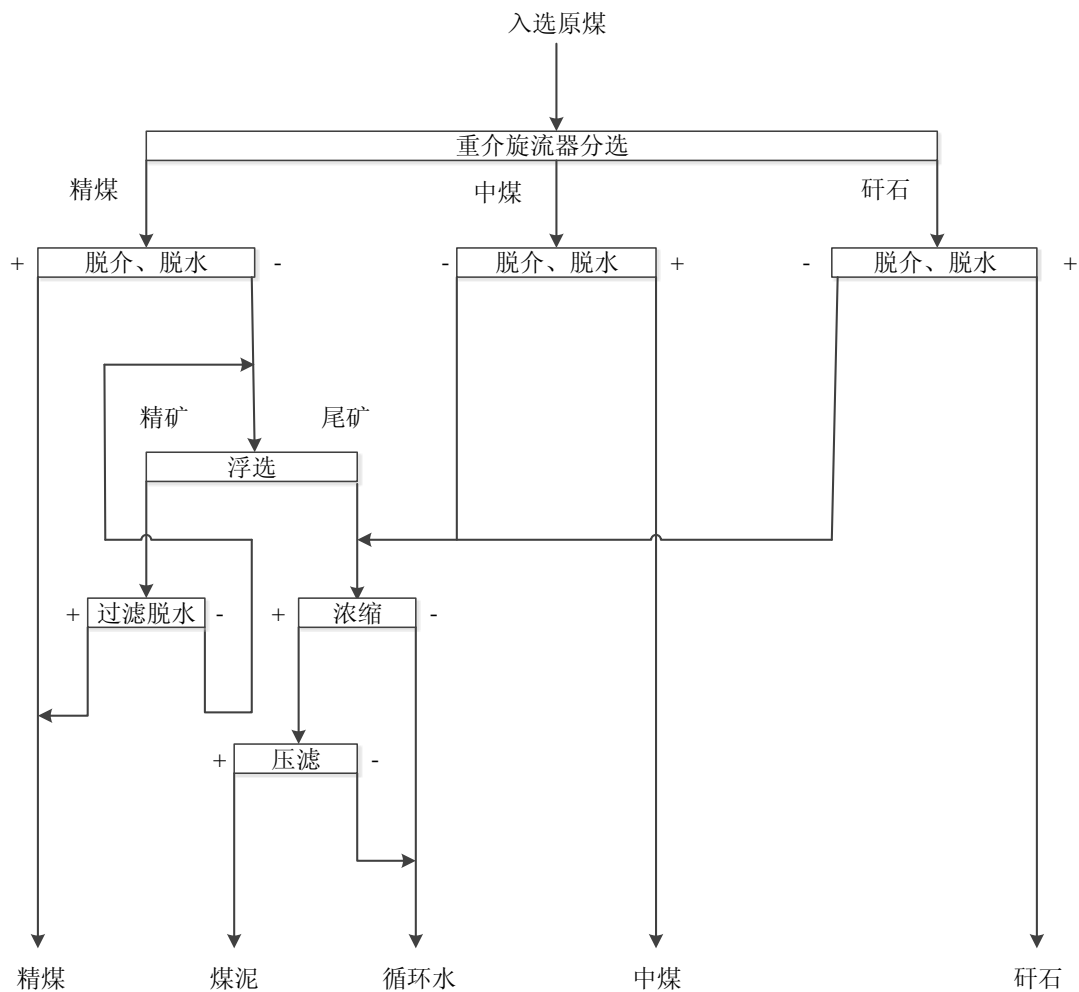 入选原煤
重介旋流器分选
精煤
中煤
矸石
+
脱介、脱水
-
-
脱介、脱水
+
-
脱介、脱水
+
精矿
尾矿
浮选
+
过滤脱水
-
+
浓缩
-
+
压滤
-
精煤
煤泥
循环水
中煤
矸石